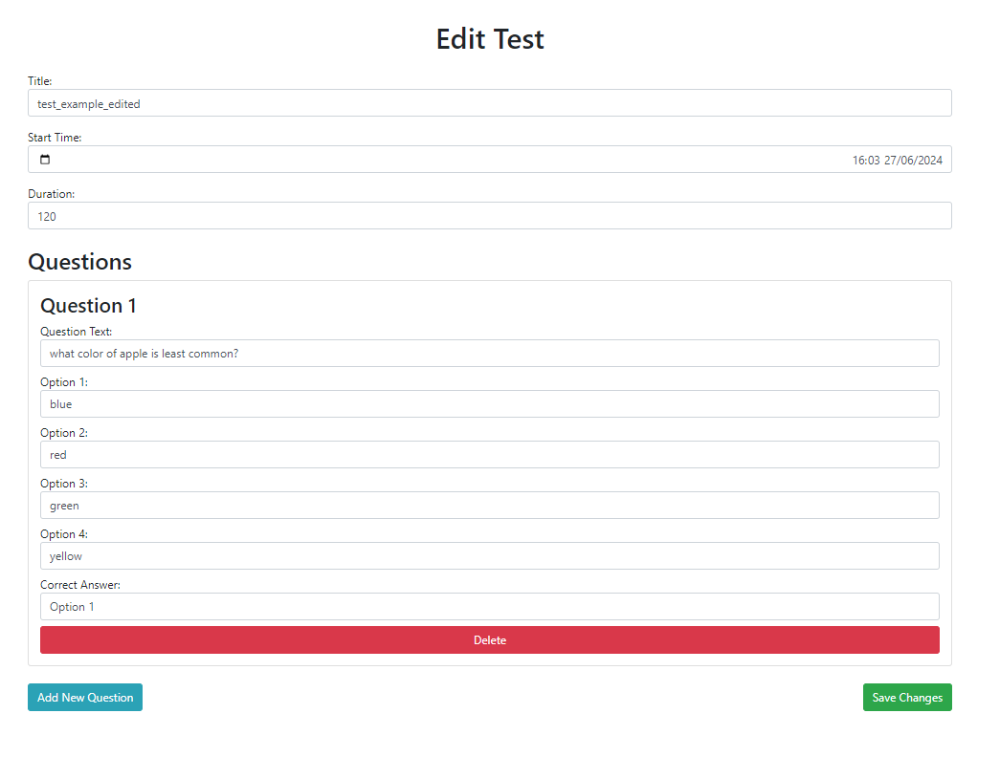 Edit Test
Title:
test_example_edited
Start Time:
16:03 27/06/2024
Duration:
120
Questions
Question 1
Question Text:
what color of apple is least common?
Option 1:
blue
Option 2:
red
Option 3:
green
Option 4:
yellow
Correct Answer:
Option 1
Delete
Add New Question
Save Changes